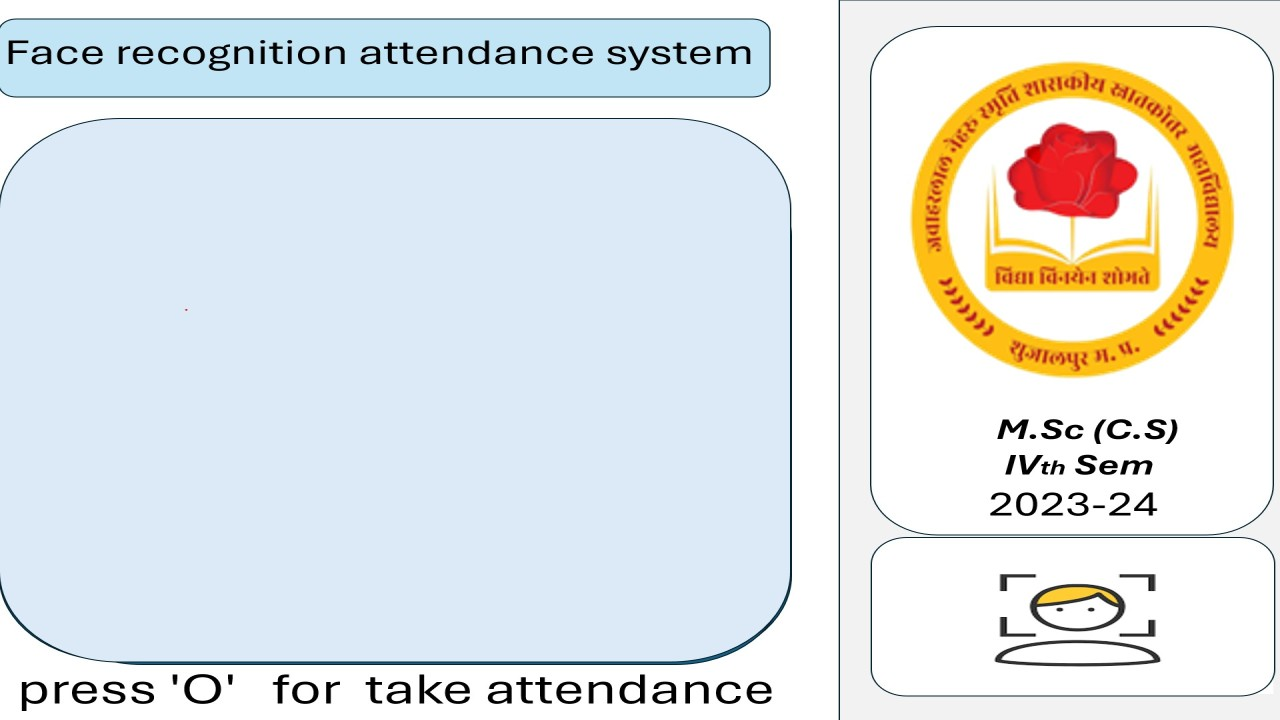 Face recognition attendance system
press 'O' for take attendance
जवाहरलाल नेहरु स्मृति शासकीय स्नातकोतर महाविद्यालय
विद्या विनयेन शोभते
शुजालपुर म. प्र.
M.Sc (C.S)
IVth Sem
2023-24